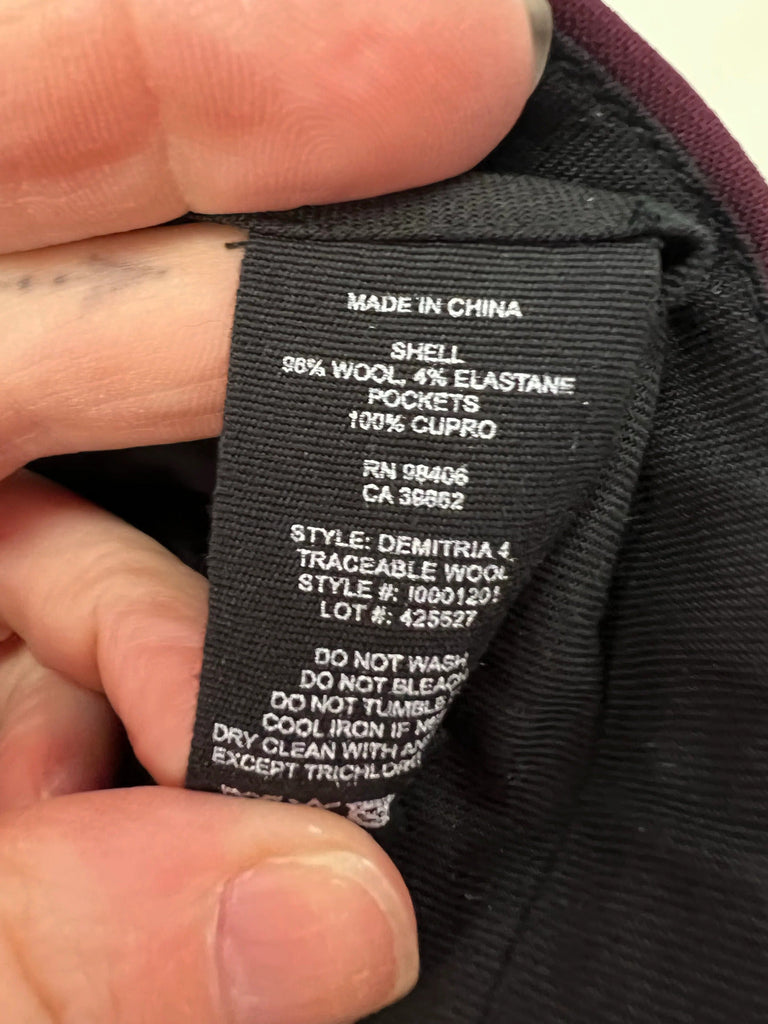 MADE IN CHINA
SHELL
96% WOOL, 4% ELASTANE
POCKETS
100% CUPRO
RN 98406
CA 39662
STYLE: DEMITRIA 4
TRACEABLE WOOL
STYLE #: I0001201
LOT #: 425527
DO NOT WASH
DO NOT BLEACH
DO NOT TUMBLE
COOL IRON IF
DRY CLEAN WITH
EXCEPT